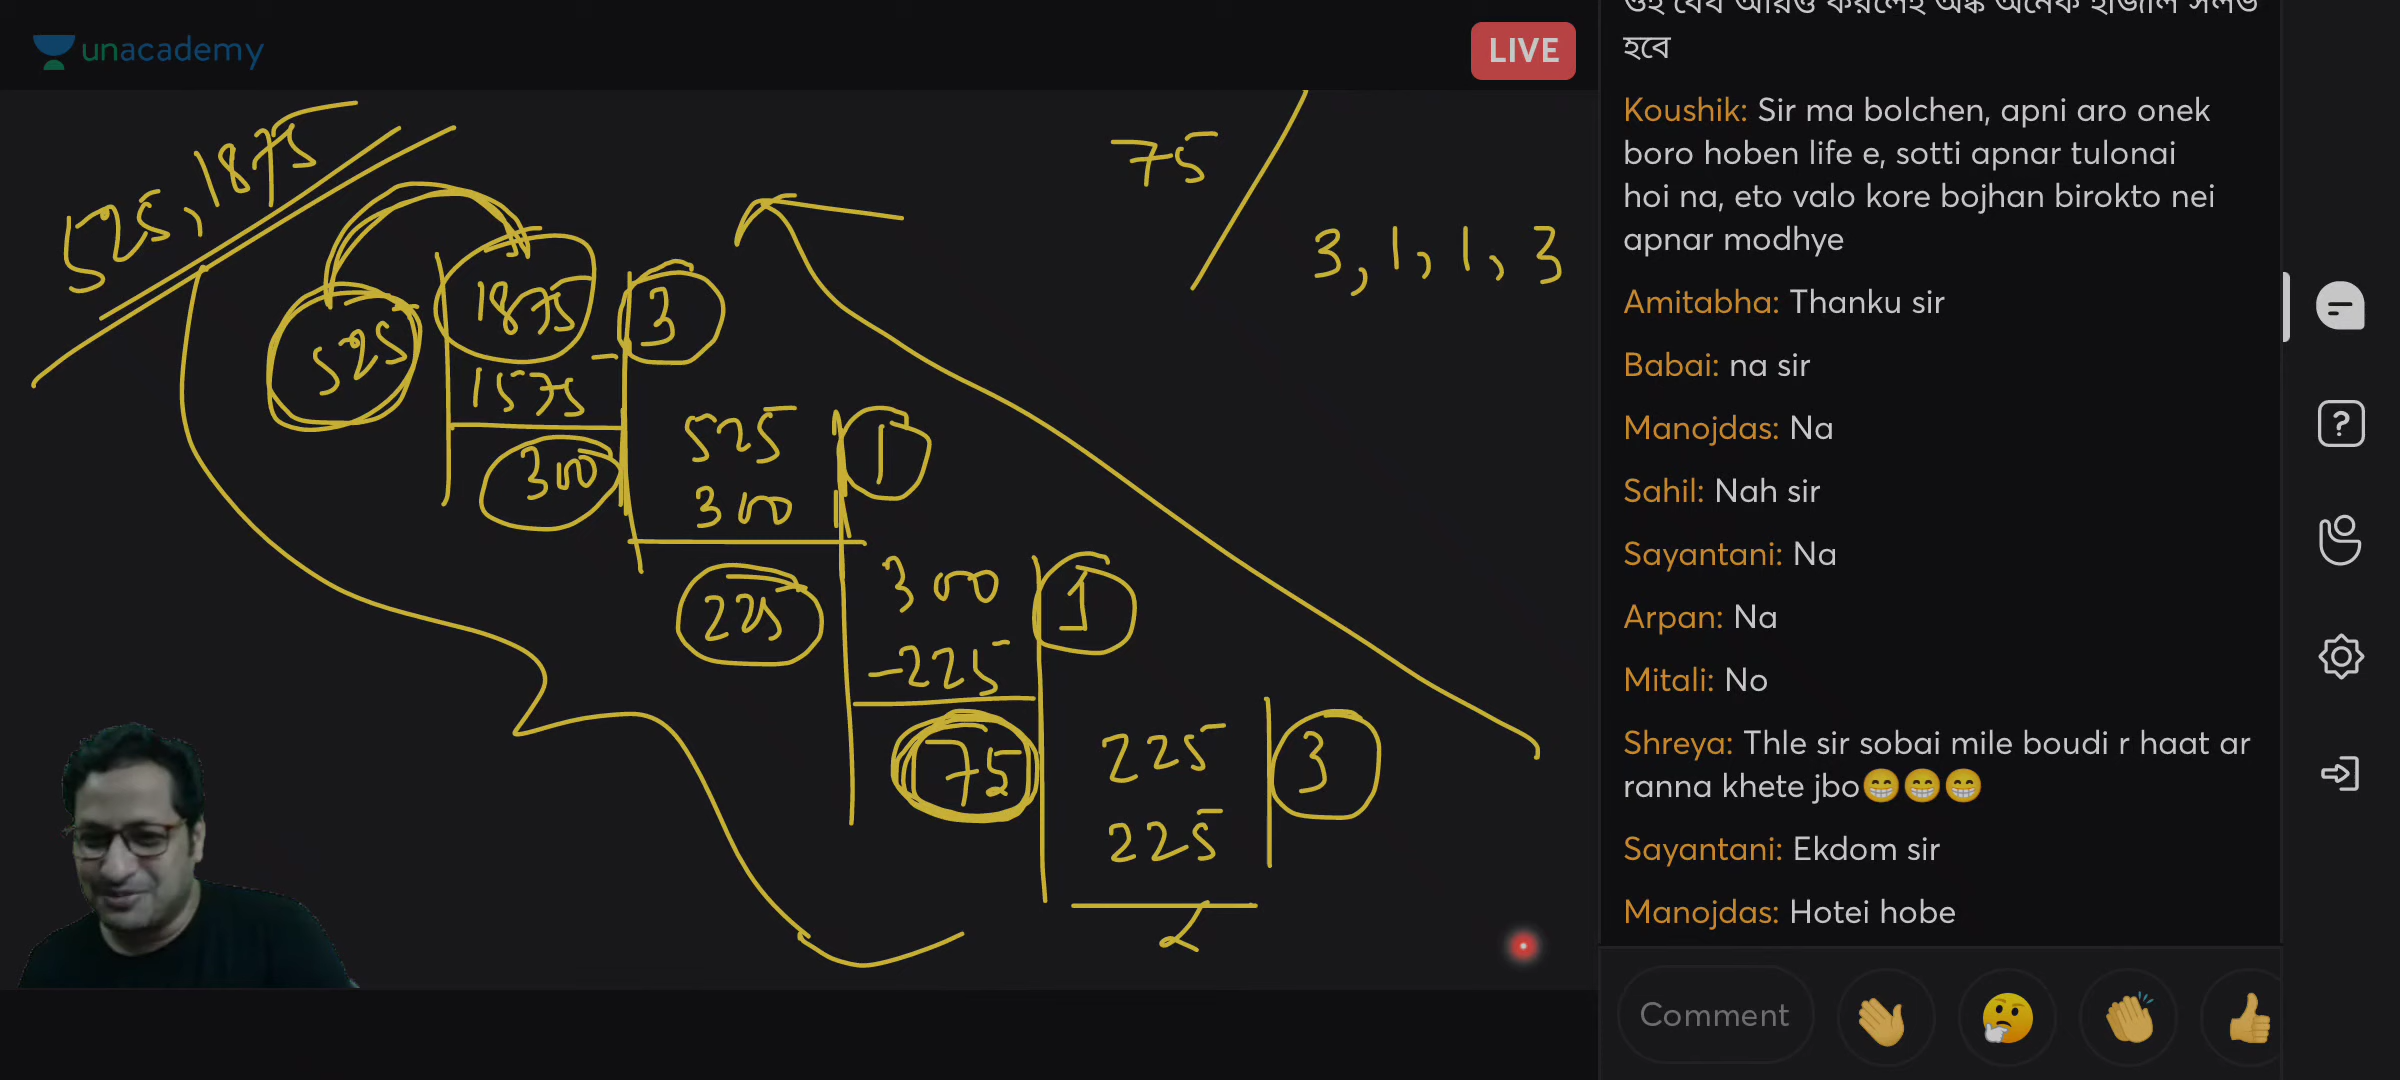 unacademy
LIVE
525, 1875
75
3, 1, 1, 3
525 1875 3
1575
300 525 1
300
225 300 1
-225
75 225 3
225
হবে
Koushik: Sir ma bolchen, apni aro onek
boro hoben life e, sotti apnar tulonai
hoi na, eto valo kore bojhan birokto nei
apnar modhye
Amitabha: Thanku sir
Babai: na sir
Manojdas: Na
Sahil: Nah sir
Sayantani: Na
Arpan: Na
Mitali: No
Shreya: Thle sir sobai mile boudi r haat ar
ranna khete jbo😁😁😁
Sayantani: Ekdom sir
Manojdas: Hotei hobe
Comment